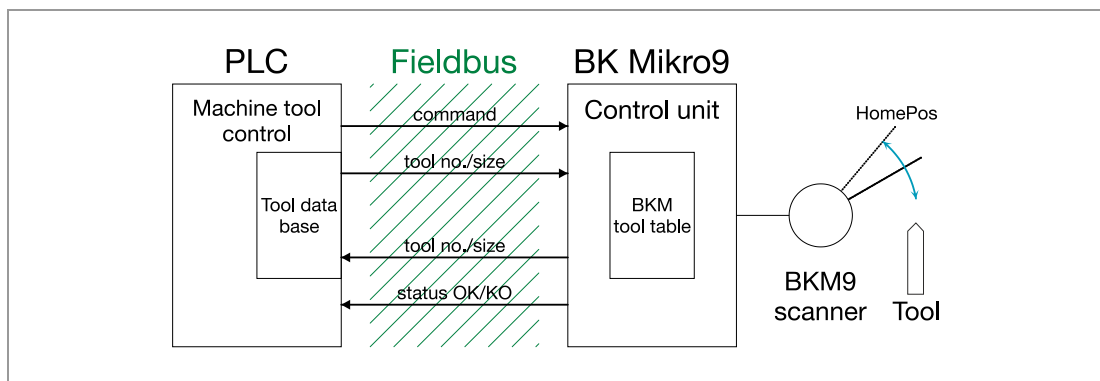 PLC
Fieldbus
BK Mikro9
Machine tool
control
Tool data
base
command
tool no./size
tool no./size
status OK/KO
Control unit
BKM
tool table
HomePos
BKM9
scanner
Tool